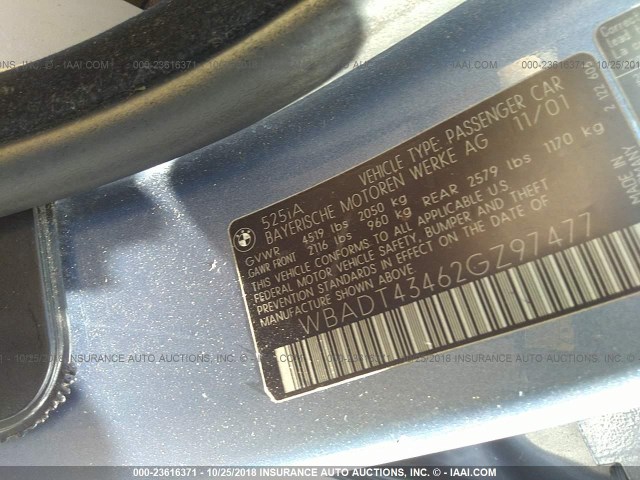 BMW
525iA VEHICLE TYPE: PASSENGER CAR
BAYERISCHE MOTOREN WERKE AG 11/01
GVWR 4519 lbs 2050 kg
GAWR FRONT 2116 lbs 960 kg REAR 2579 lbs 1170 kg
THIS VEHICLE CONFORMS TO ALL APPLICABLE US
FEDERAL MOTOR VEHICLE SAFETY, BUMPER AND THEFT
PREVENTION STANDARDS IN EFFECT ON THE DATE OF
MANUFACTURE SHOWN ABOVE.
WBADT43462GZ97477
MADE IN
000-23616371 - 10/25/2018 INSURANCE AUTO AUCTIONS, INC. - © IAAI.COM